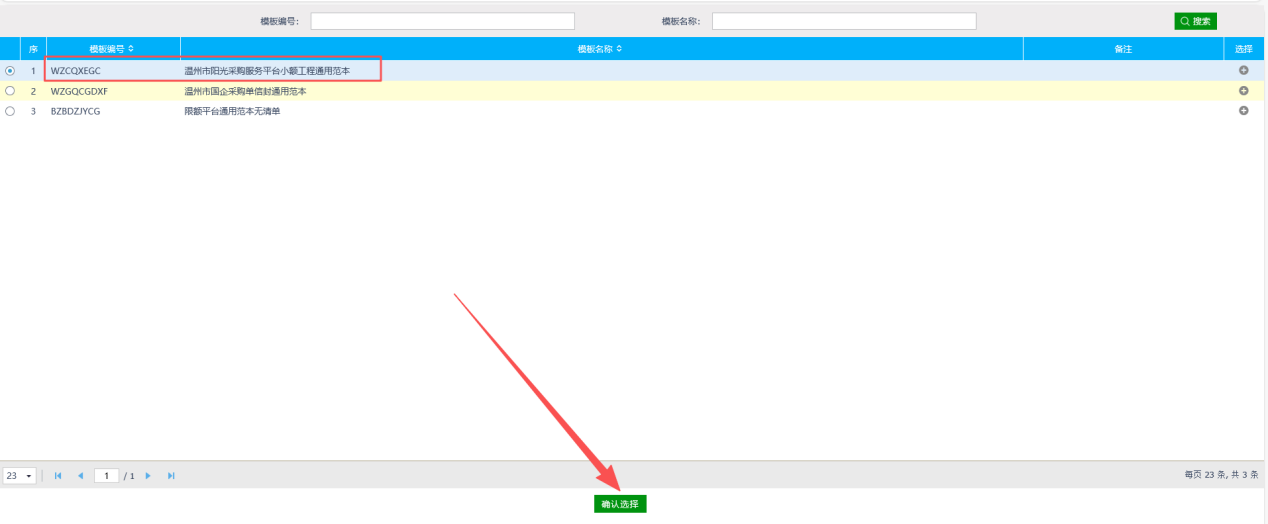 模板编号: 模板名称: 搜索
序 模板编号 模板名称 备注 选择
1 WZCQXEGC 温州市阳光采购服务平台小额工程通用范本
2 WZGQCGDXF 温州市国企采购单信封通用范本
3 BZBDZJYCG 限额平台通用范本无清单
23 1 / 1 每页 23 条, 共 3 条
确认选择